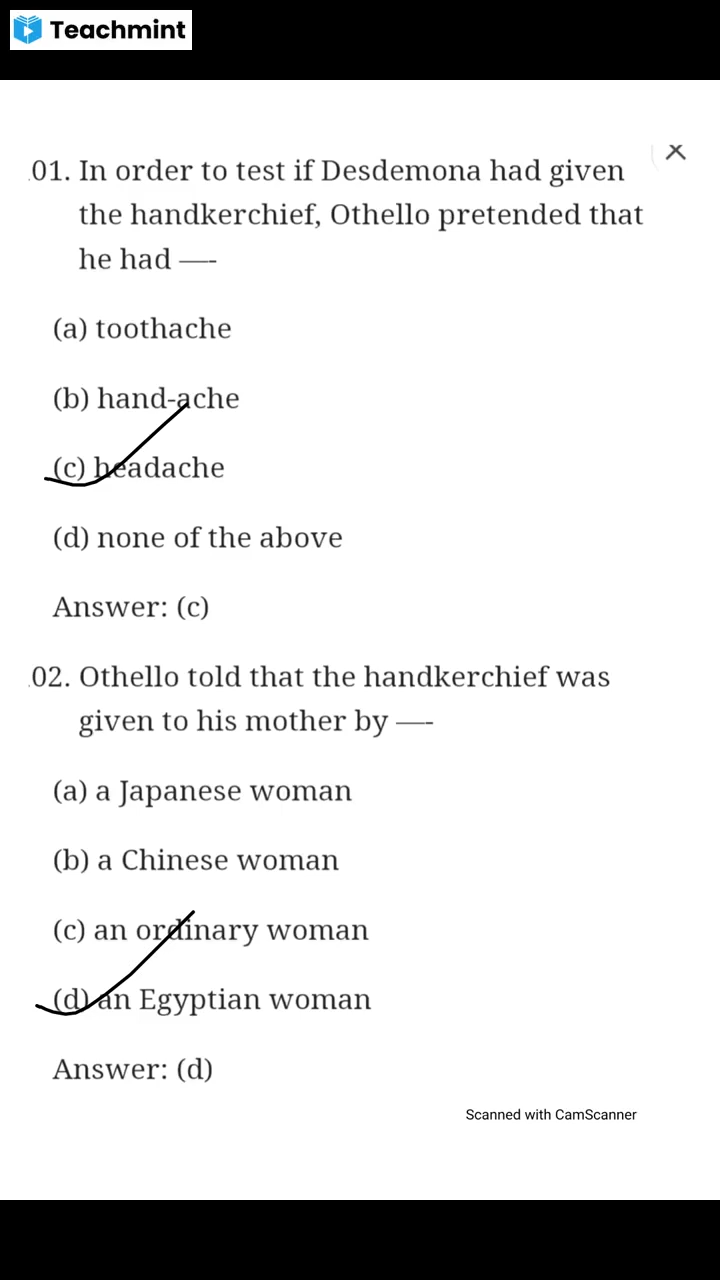 Teachmint
01. In order to test if Desdemona had given
the handkerchief, Othello pretended that
he had —-
(a) toothache
(b) hand-ache
(c) headache
(d) none of the above
Answer: (c)
02. Othello told that the handkerchief was
given to his mother by —-
(a) a Japanese woman
(b) a Chinese woman
(c) an ordinary woman
(d) an Egyptian woman
Answer: (d)
Scanned with CamScanner